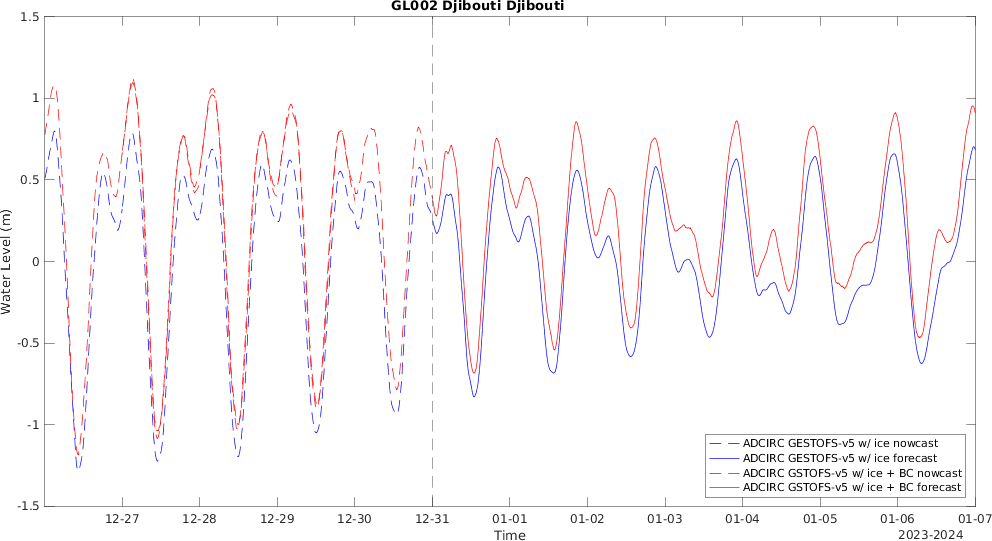 GL002 Djibouti Djibouti
1.5
1
0.5
0
-0.5
-1
-1.5
Water Level (m)
12-27 12-28 12-29 12-30 12-31 01-01 01-02 01-03 01-04 01-05 01-06 01-07
Time
2023-2024
ADCIRC GESTOFS-v5 w/ ice nowcast
ADCIRC GESTOFS-v5 w/ ice forecast
ADCIRC GSTOFS-v5 w/ ice + BC nowcast
ADCIRC GSTOFS-v5 w/ ice + BC forecast